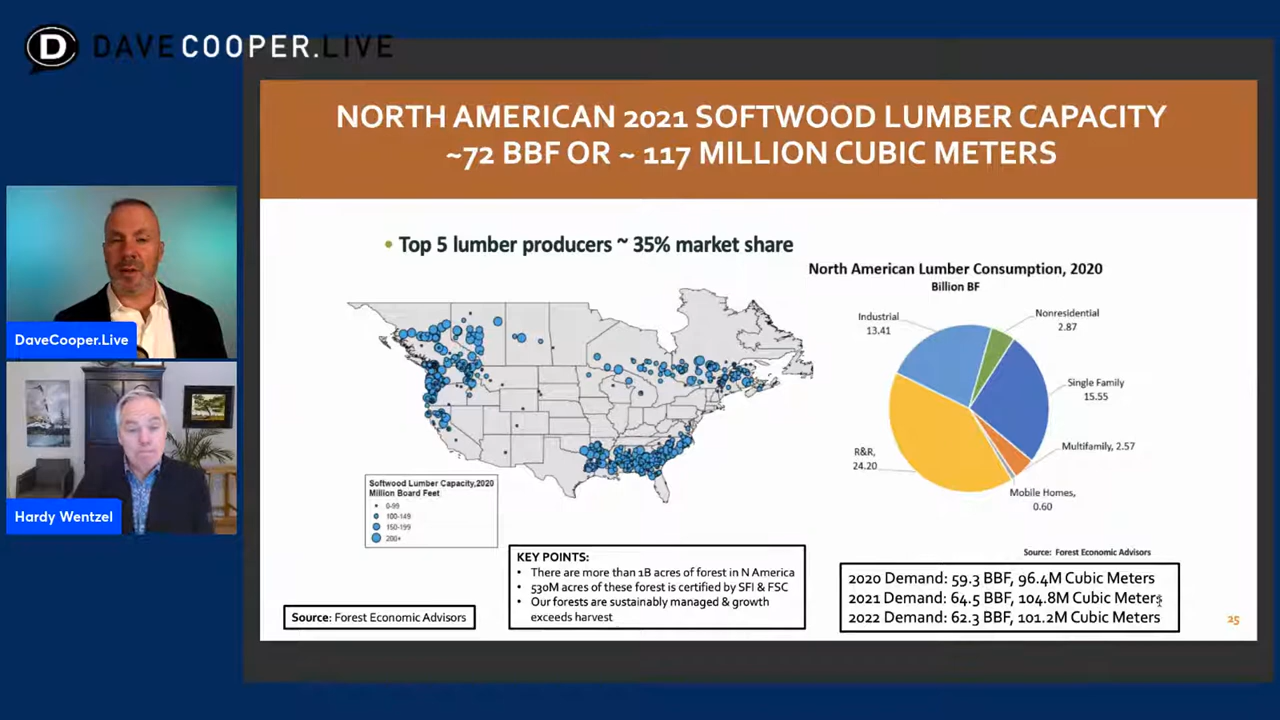 D DAVECOOPER.LIVE
NORTH AMERICAN 2021 SOFTWOOD LUMBER CAPACITY
~72 BBF OR ~ 117 MILLION CUBIC METERS
• Top 5 lumber producers ~ 35% market share
North American Lumber Consumption, 2020
Billion BF
Industrial
13.41
Nonresidential
2.87
Single Family
15.55
Multifamily, 2.57
Mobile Homes,
0.60
R&R,
24.20
Softwood Lumber Capacity,2020
Million Board Feet
0-99
100-149
150-199
200+
DaveCooper.Live
Hardy Wentzel
Source: Forest Economic Advisors
KEY POINTS:
• There are more than 1B acres of forest in N America
• 530M acres of these forest is certified by SFI & FSC
• Our forests are sustainably managed & growth
exceeds harvest
Source: Forest Economic Advisors
2020 Demand: 59.3 BBF, 96.4M Cubic Meters
2021 Demand: 64.5 BBF, 104.8M Cubic Meters
2022 Demand: 62.3 BBF, 101.2M Cubic Meters
25